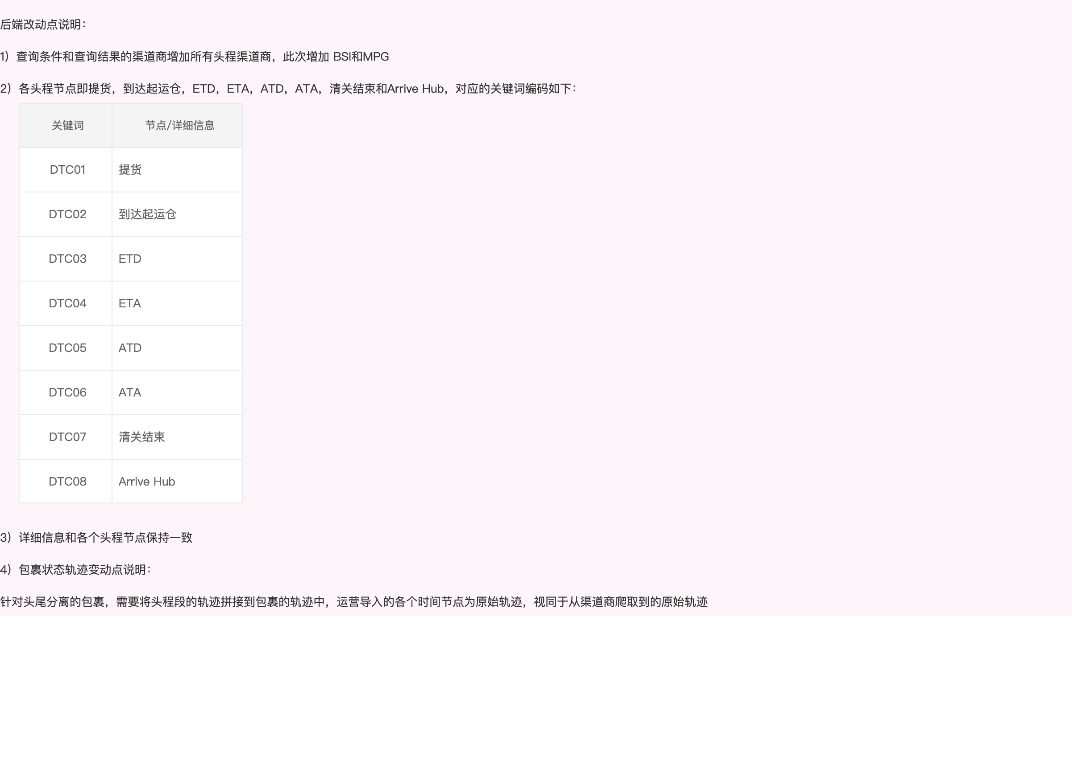 后端改动点说明：
1）查询条件和查询结果的渠道商增加所有头程渠道商，此次增加 BSI和MPG
2）各头程节点即提货，到达起运仓，ETD，ETA，ATD，ATA，清关结束和Arrive Hub，对应的关键词编码如下：
关键词 节点/详细信息
DTC01 提货
DTC02 到达起运仓
DTC03 ETD
DTC04 ETA
DTC05 ATD
DTC06 ATA
DTC07 清关结束
DTC08 Arrive Hub
3）详细信息和各个头程节点保持一致
4）包裹状态轨迹变动点说明：
针对头尾分离的包裹，需要将头程段的轨迹拼接到包裹的轨迹中，运营导入的各个时间节点为原始轨迹，视同于从渠道商爬取到的原始轨迹